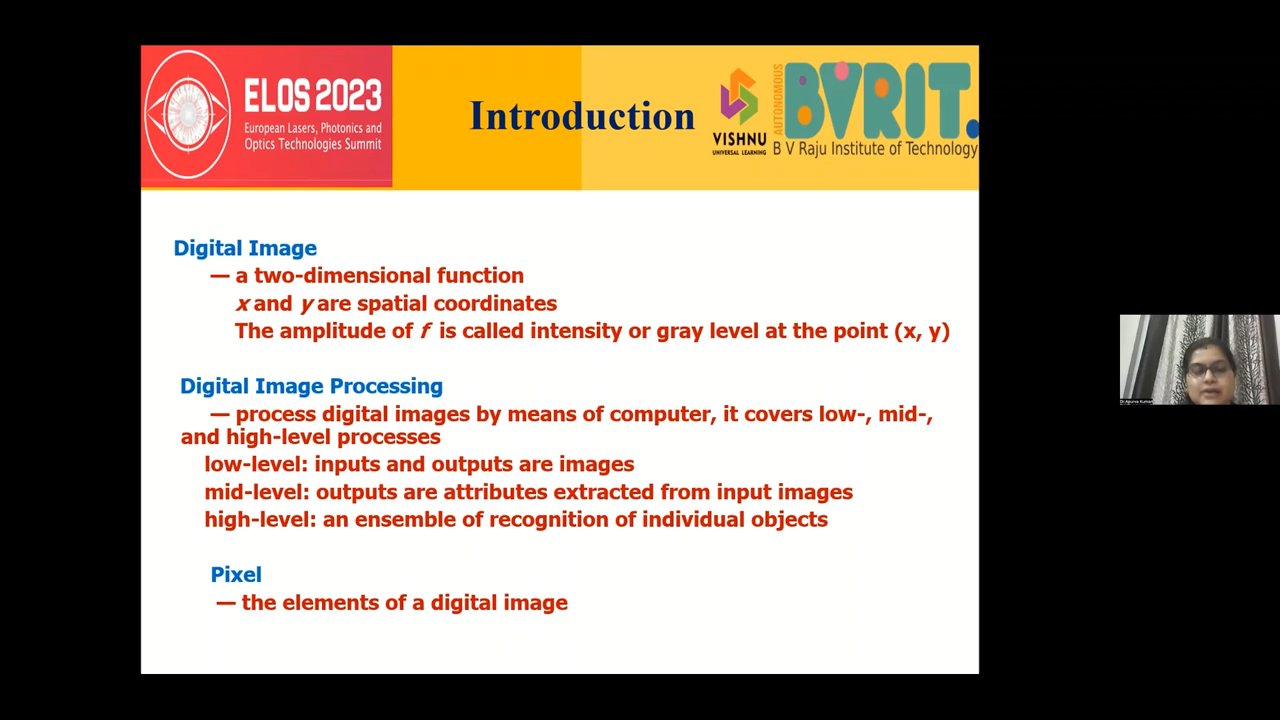 ELOS 2023
European Lasers, Photonics and
Optics Technologies Summit
Introduction
VISHNU
UNIVERSAL LEARNING
AUTONOMOUS
BVRIT.
B V Raju Institute of Technology
Digital Image
— a two-dimensional function
x and y are spatial coordinates
The amplitude of f is called intensity or gray level at the point (x, y)
Digital Image Processing
— process digital images by means of computer, it covers low-, mid-,
and high-level processes
low-level: inputs and outputs are images
mid-level: outputs are attributes extracted from input images
high-level: an ensemble of recognition of individual objects
Pixel
— the elements of a digital image